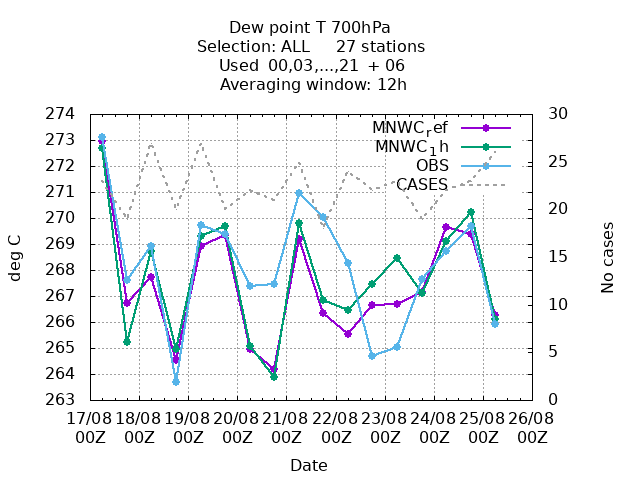 Dew point T 700hPa
Selection: ALL     27 stations
Used  00,03,...,21  + 06
Averaging window: 12h
274
273
272
271
270
269
268
267
266
265
264
263
30
25
20
15
10
5
0
MNWCref
MNWC1h
OBS
CASES
deg C
No cases
17/08 18/08 19/08 20/08 21/08 22/08 23/08 24/08 25/08 26/08
00Z 00Z 00Z 00Z 00Z 00Z 00Z 00Z 00Z 00Z
Date